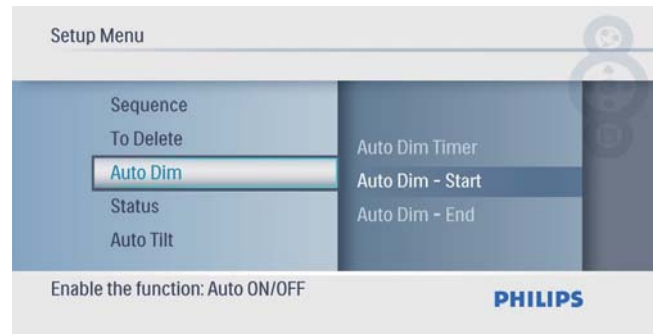 Setup Menu
Sequence
To Delete
Auto Dim
Status
Auto Tilt
Auto Dim Timer
Auto Dim - Start
Auto Dim - End
Enable the function: Auto ON/OFF
PHILIPS